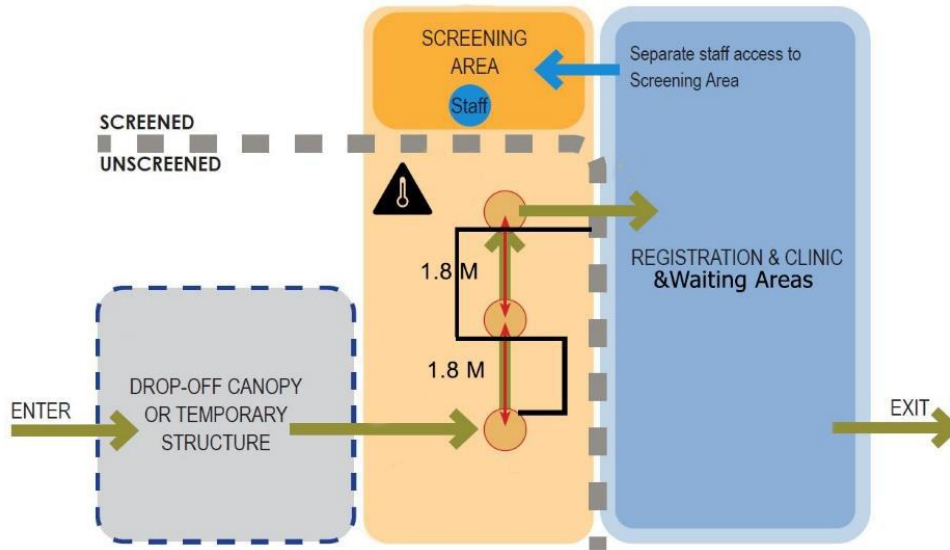 SCREENING
AREA
Staff
Separate staff access to
Screening Area
SCREENED
UNSCREENED
1.8 M
1.8 M
REGISTRATION & CLINIC
&Waiting Areas
ENTER
DROP-OFF CANOPY
OR TEMPORARY
STRUCTURE
EXIT